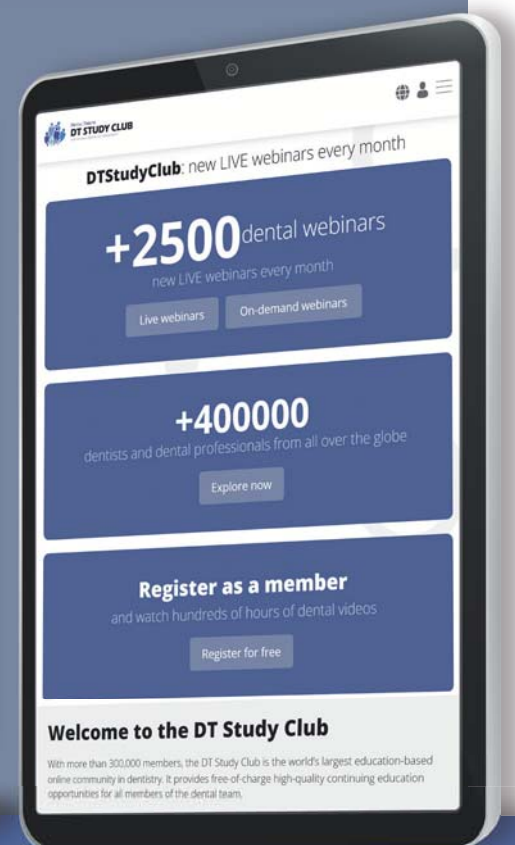 DT STUDY CLUB
DTStudyClub: new LIVE webinars every month
+2500 dental webinars
new LIVE webinars every month
Live webinars On-demand webinars
+400000
dentists and dental professionals from all over the globe
Explore now
Register as a member
and watch hundreds of hours of dental videos
Register for free
Welcome to the DT Study Club
With more than 300,000 members, the DT Study Club is the world's largest education-based
online community in dentistry. It provides free-of-charge high-quality continuing education
opportunities for all members of the dental team.